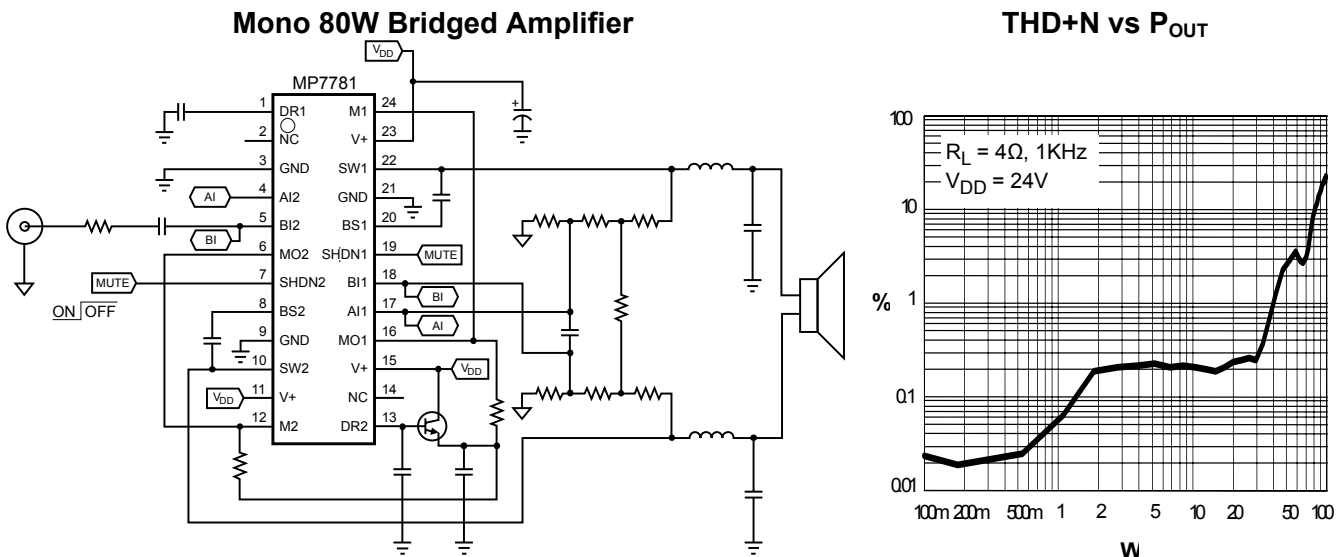 Mono 80W Bridged Amplifier
VDD
MP7781
1 DR1 M1 24
2 NC V+ 23
3 GND SW1 22
AI 4 AI2 GND 21
5 BI2 BS1 20
BI
6 MO2 SHDN1 19 MUTE
MUTE 7 SHDN2 BI1 18
BI
ON OFF
8 BS2 AI1 17
AI
9 GND MO1 16
10 SW2 V+ 15 VDD
VDD 11 V+ NC 14
12 M2 DR2 13
+
THD+N vs POUT
RL = 4Ω, 1KHz
VDD = 24V
100
10
%
1
0.1
0.01
100m 200m 500m 1 2 5 10 20 50 100
W